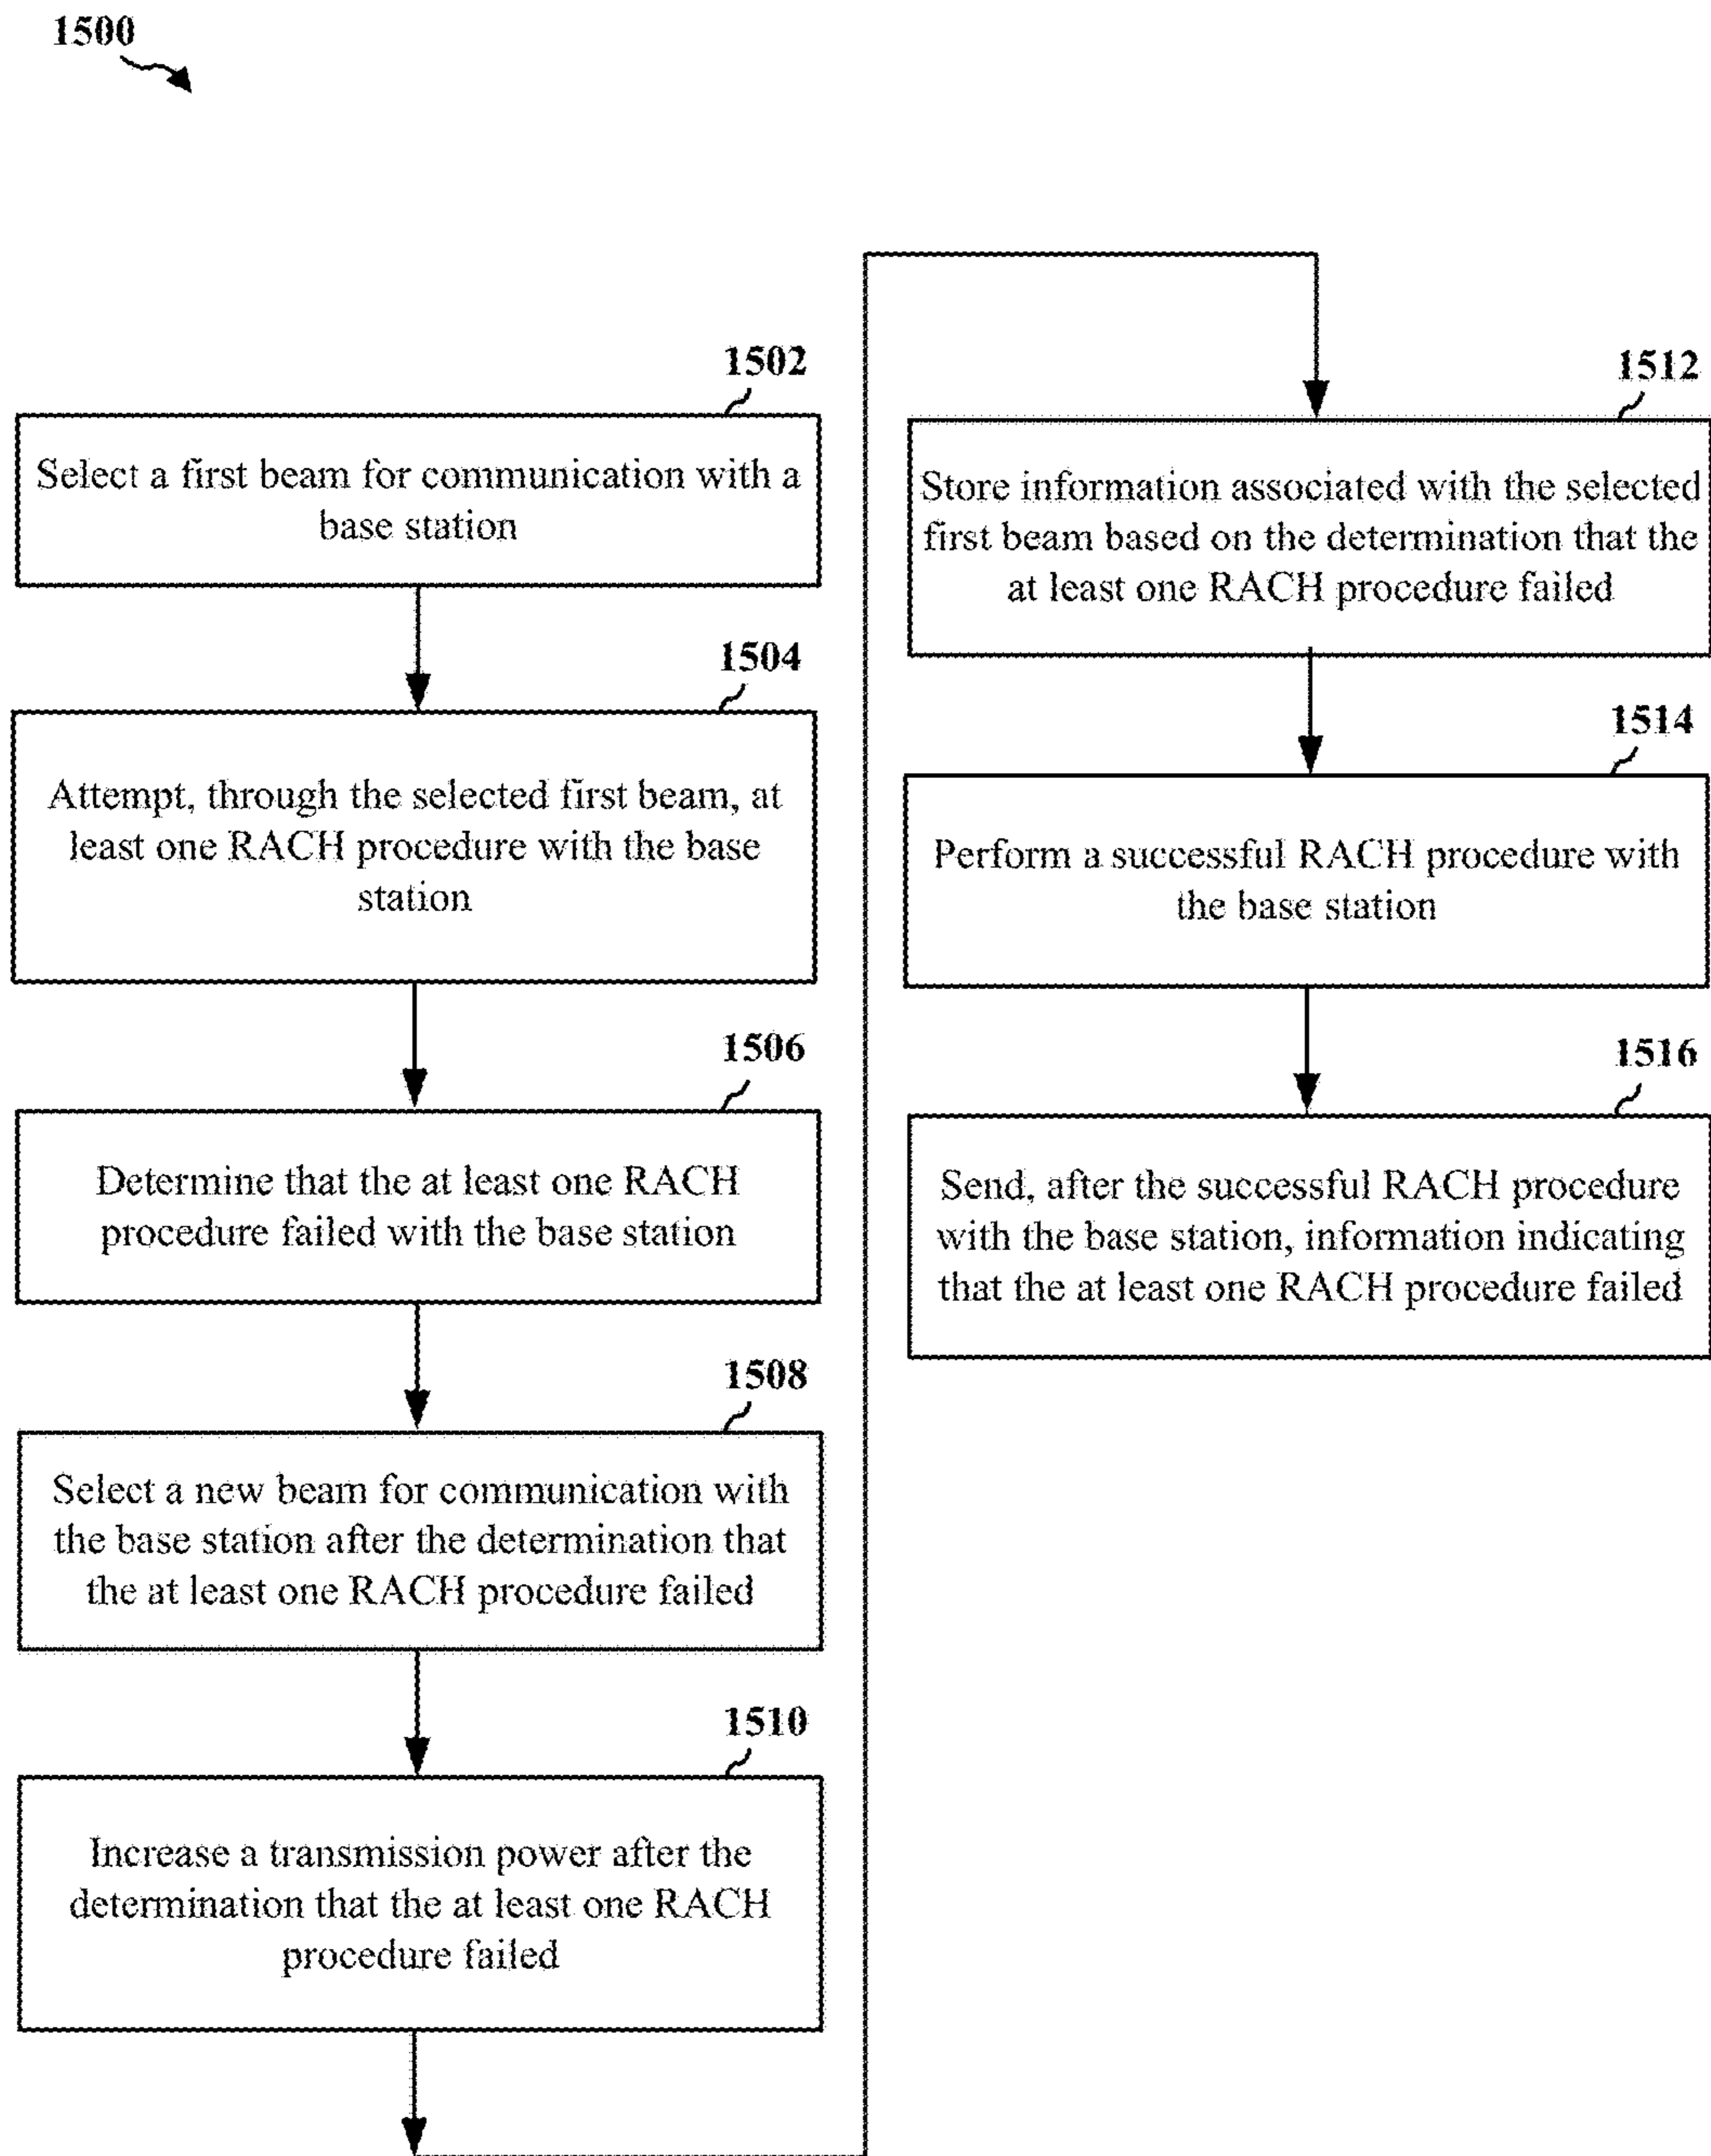 1500
1502
Select a first beam for communication with a
base station
1504
Attempt, through the selected first beam, at
least one RACH procedure with the base
station
1506
Determine that the at least one RACH
procedure failed with the base station
1508
Select a new beam for communication with
the base station after the determination that
the at least one RACH procedure failed
1510
Increase a transmission power after the
determination that the at least one RACH
procedure failed
1512
Store information associated with the selected
first beam based on the determination that the
at least one RACH procedure failed
1514
Perform a successful RACH procedure with
the base station
1516
Send, after the successful RACH procedure
with the base station, information indicating
that the at least one RACH procedure failed